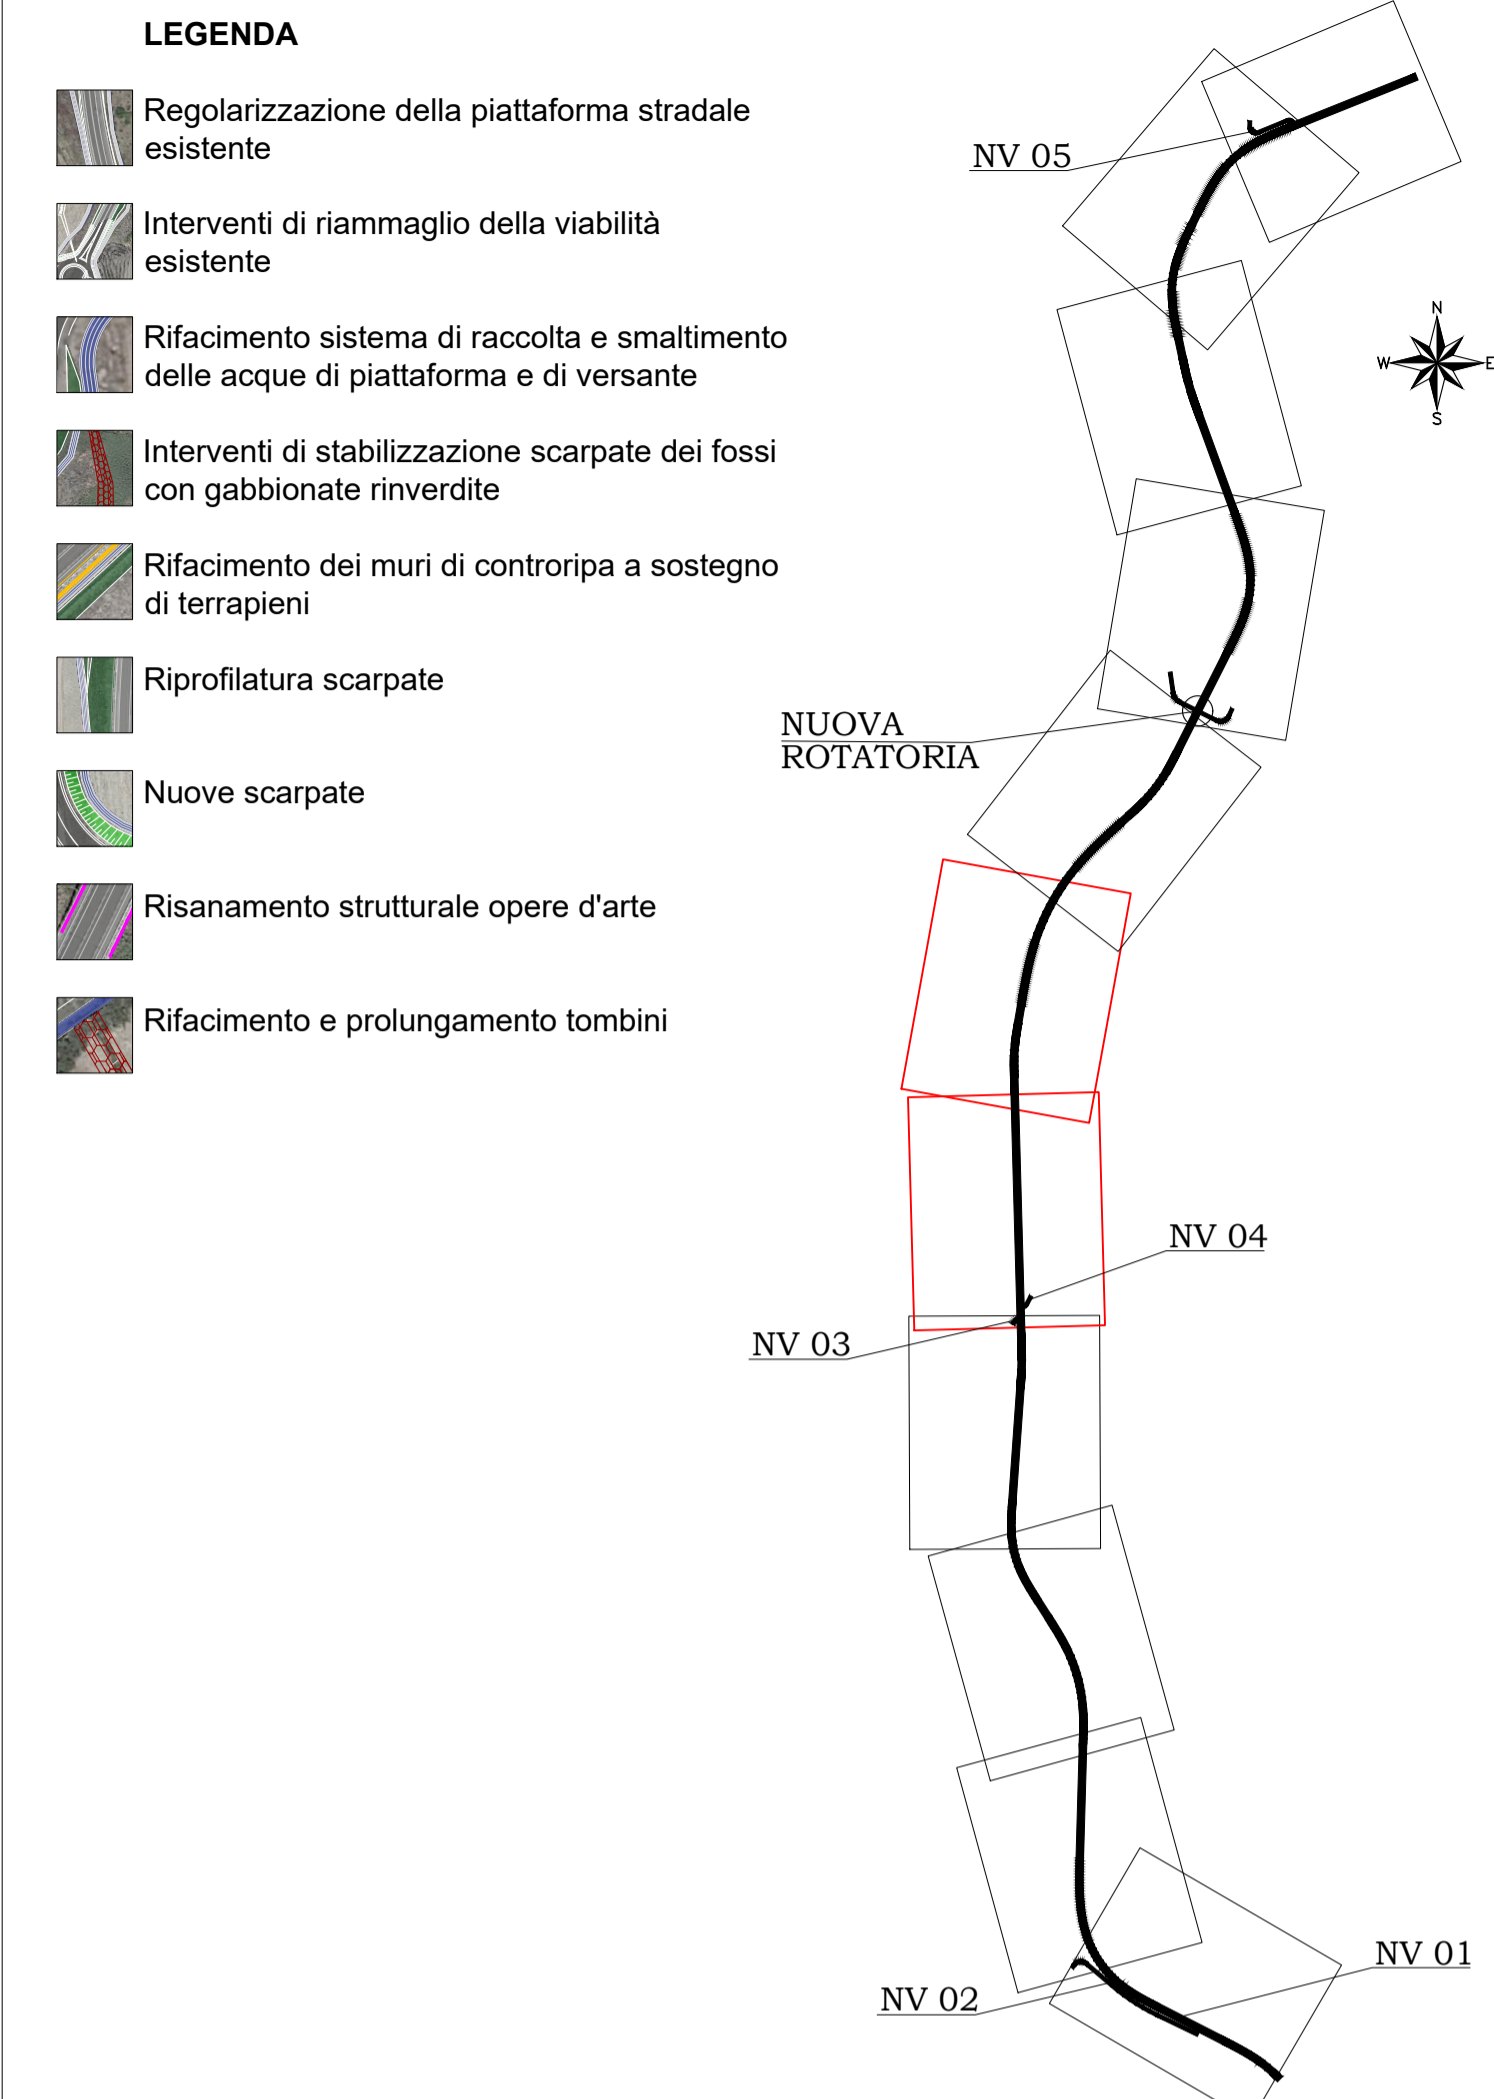 LEGENDA
Regolarizzazione della piattaforma stradale
esistente
Interventi di riammaglio della viabilità
esistente
Rifacimento sistema di raccolta e smaltimento
delle acque di piattaforma e di versante
Interventi di stabilizzazione scarpate dei fossi
con gabbionate rinverdite
Rifacimento dei muri di controripa a sostegno
di terrapieni
Riprofilatura scarpate
Nuove scarpate
Risanamento strutturale opere d'arte
Rifacimento e prolungamento tombini
NV 05
N
W
E
S
NUOVA
ROTATORIA
NV 04
NV 03
NV 01
NV 02